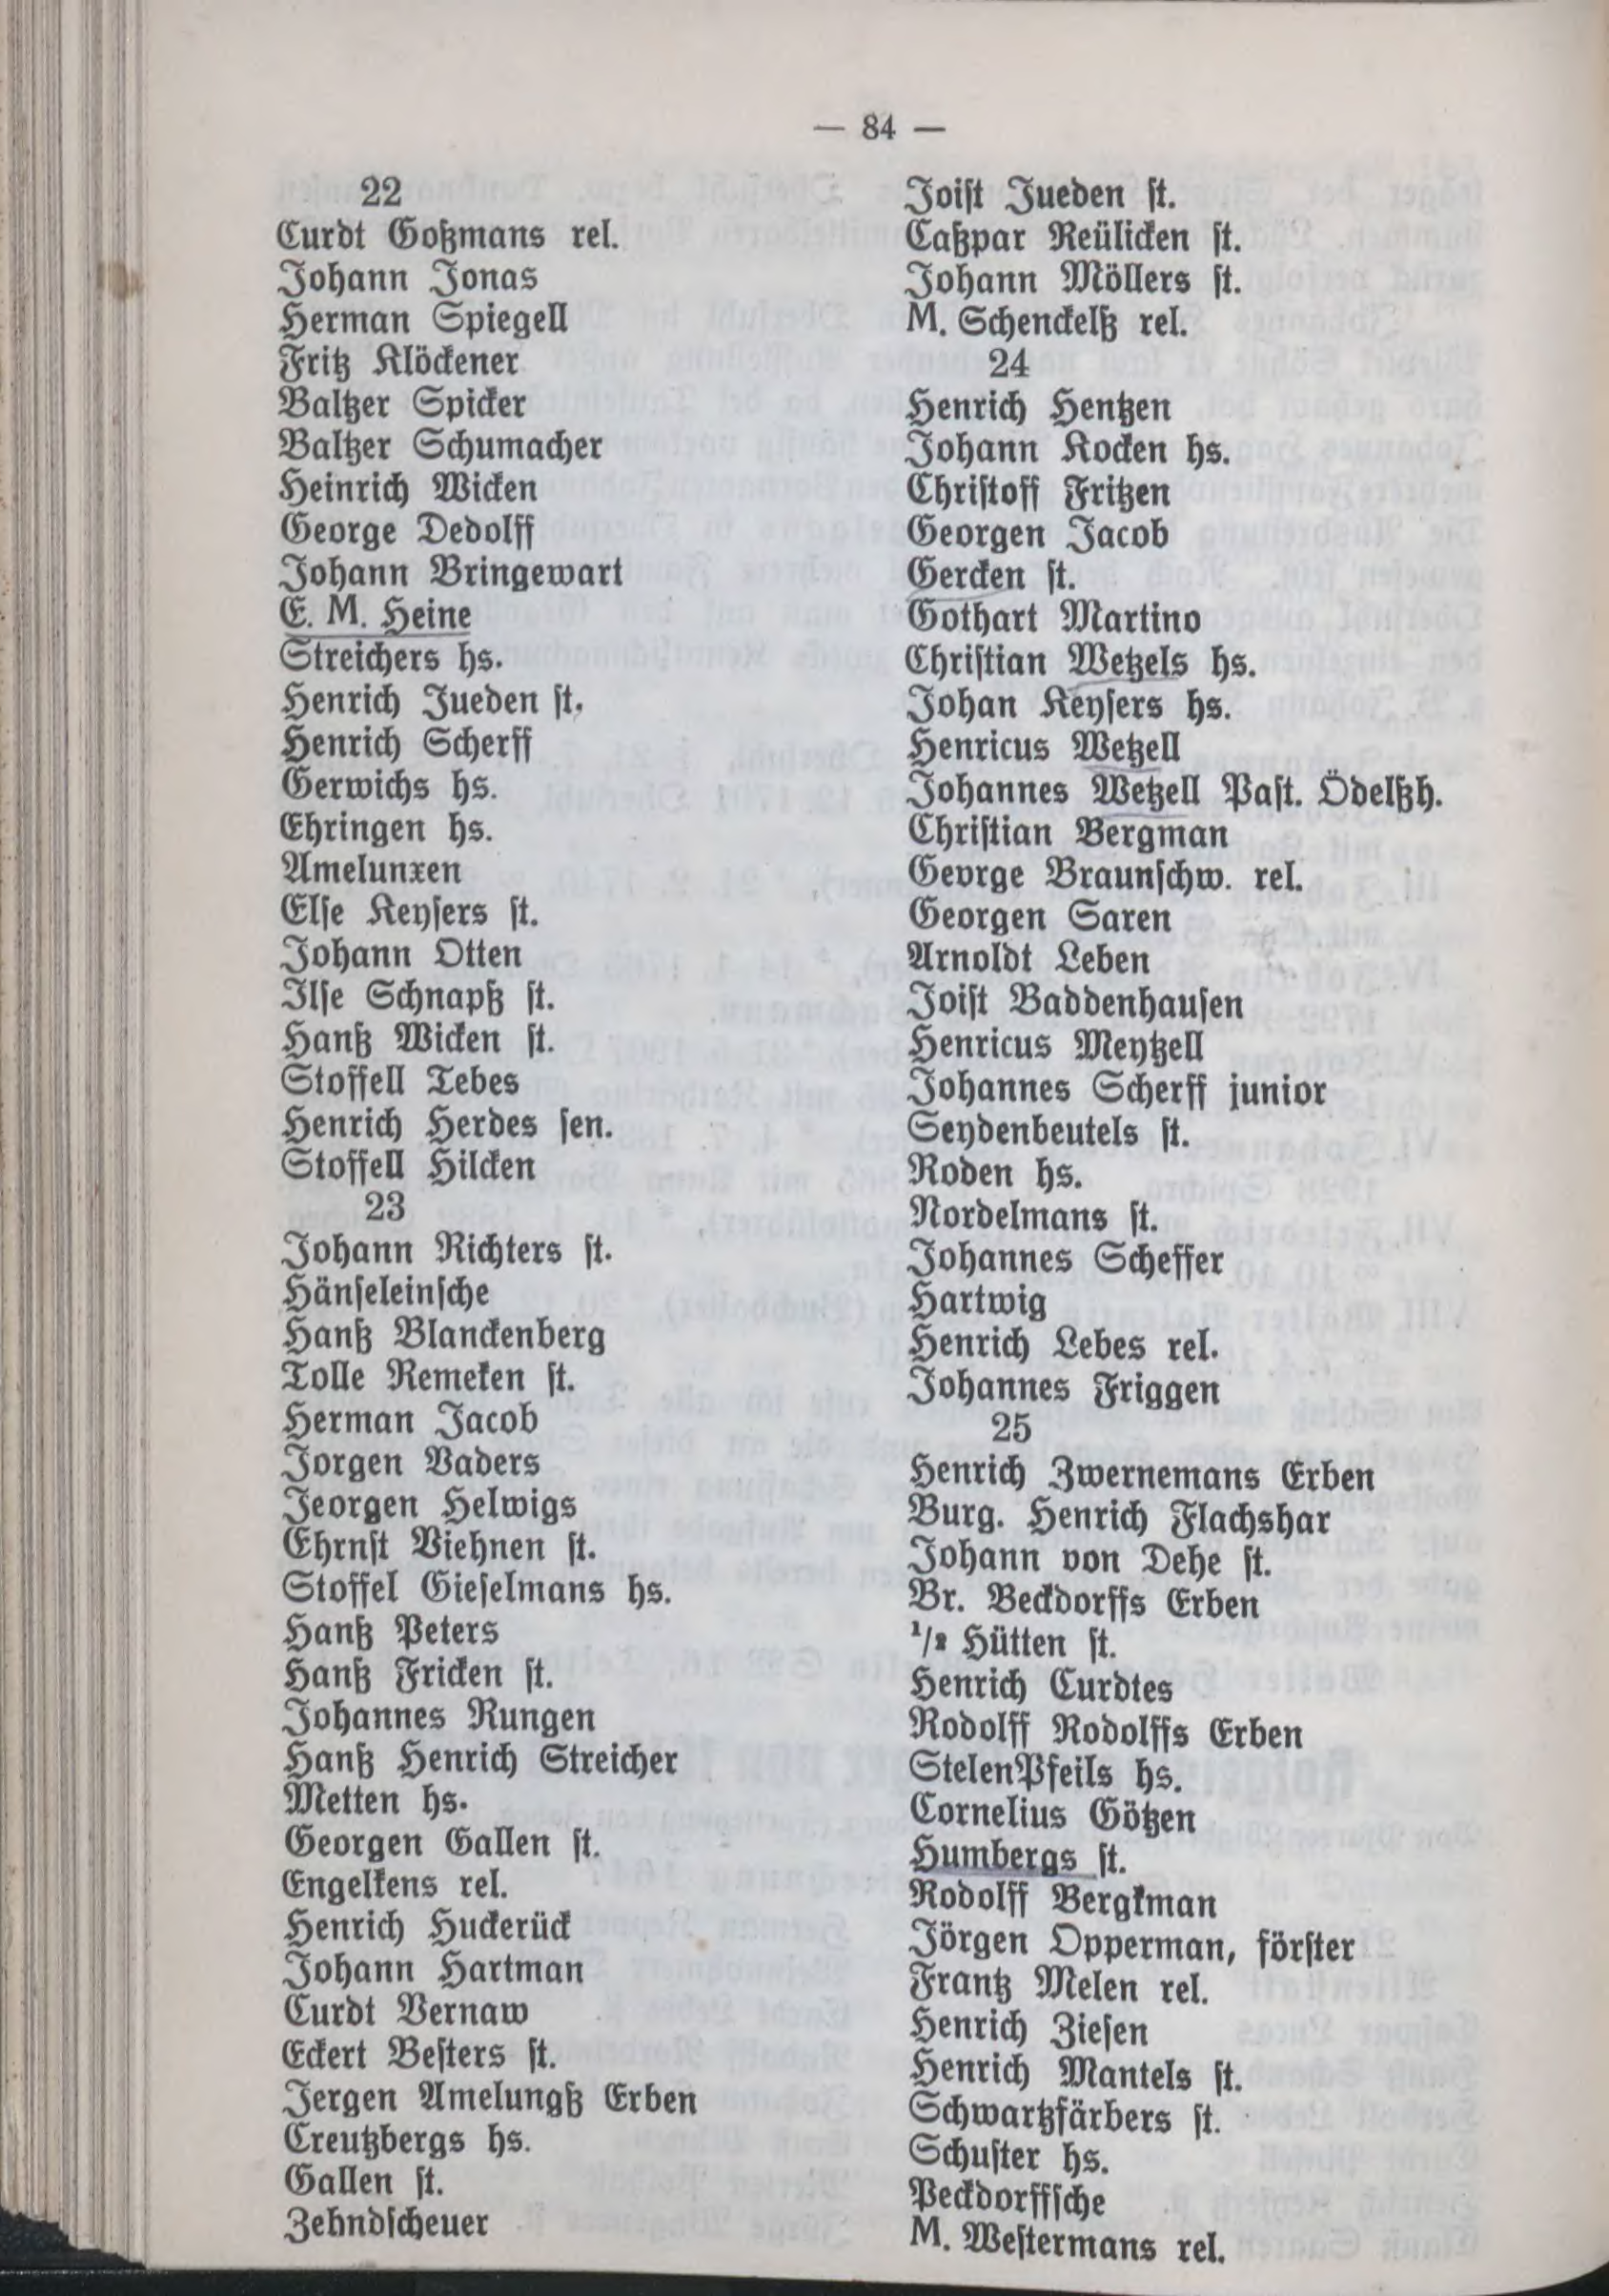 — 84 —
22
Curdt Goßmans rel.
Johann Jonas
Herman Spiegell
Fritz Klöckener
Baltzer Spicker
Baltzer Schumacher
Heinrich Wicken
George Dedolff
Johann Bringewart
E. M. Heine
Streichers hs.
Henrich Jueden st.
Henrich Scherff
Gerwichs hs.
Ehringen hs.
Amelunxen
Else Keysers st.
Johann Otten
Ilse Schnapß st.
Hanß Wicken st.
Stoffell Tebes
Henrich Herdes sen.
Stoffell Hilcken
23
Johann Richters st.
Hänseleinsche
Hanß Blanckenberg
Tolle Remeken st.
Herman Jacob
Jorgen Vaders
Jeorgen Helwigs
Ehrnst Viehnen st.
Stoffel Gieselmans hs.
Hanß Peters
Hanß Fricken st.
Johannes Rungen
Hanß Henrich Streicher
Metten hs.
Georgen Gallen st.
Engelkens rel.
Henrich Huckerück
Johann Hartman
Curdt Vernaw
Eckert Besters st.
Jergen Amelungß Erben
Creutzbergs hs.
Gallen st.
Zehndscheuer
Joist Jueden st.
Caßpar Reülicken st.
Johann Möllers st.
M. Schenckelß rel.
24
Henrich Hentzen
Johann Kocken hs.
Christoff Fritzen
Georgen Jacob
Gercken st.
Gothart Martino
Christian Wetzels hs.
Johan Keysers hs.
Henricus Wetzell
Johannes Wetzell Past. Ödelßh.
Christian Bergman
George Braunschw. rel.
Georgen Saren
Arnoldt Leben
Joist Baddenhausen
Henricus Meytzell
Johannes Scherff junior
Seydenbeutels st.
Roden hs.
Nordelmans st.
Johannes Scheffer
Hartwig
Henrich Lebes rel.
Johannes Friggen
25
Henrich Zwernemans Erben
Burg. Henrich Flachshar
Johann von Dehe st.
Br. Beckdorffs Erben
1/2 Hütten st.
Henrich Curdtes
Rodolff Rodolffs Erben
StelenPfeils hs.
Cornelius Götzen
Humbergs st.
Rodolff Bergkman
Jörgen Opperman, förster
Frantz Melen rel.
Henrich Ziesen
Henrich Mantels st.
Schwartzfärbers st.
Schuster hs.
Peckdorffsche
M. Westermans rel.